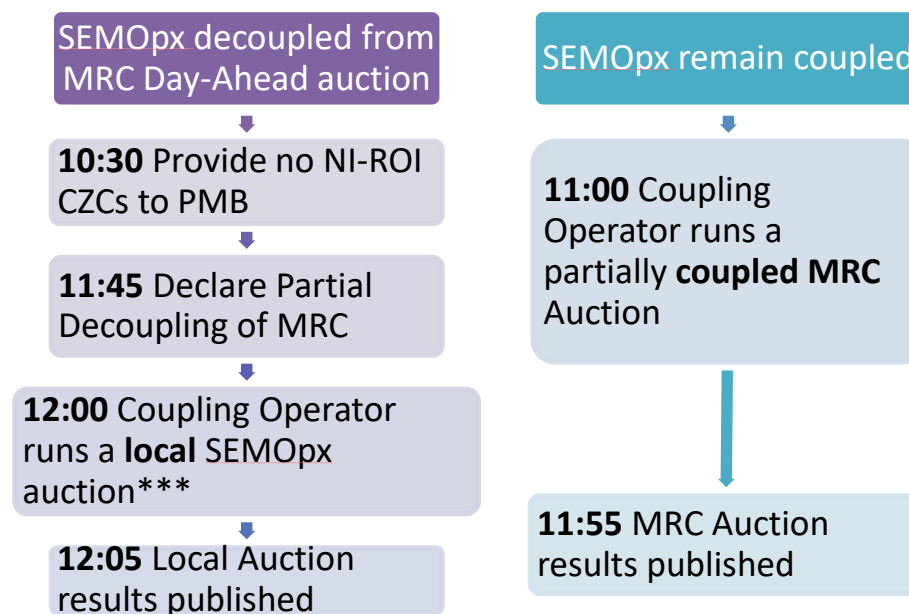 SEMOpx decoupled from
MRC Day-Ahead auction
10:30 Provide no NI-ROI
CZCs to PMB
11:45 Declare Partial
Decoupling of MRC
12:00 Coupling Operator
runs a local SEMOpx
auction***
12:05 Local Auction
results published
SEMOpx remain coupled
11:00 Coupling
Operator runs a
partially coupled MRC
Auction
11:55 MRC Auction
results published